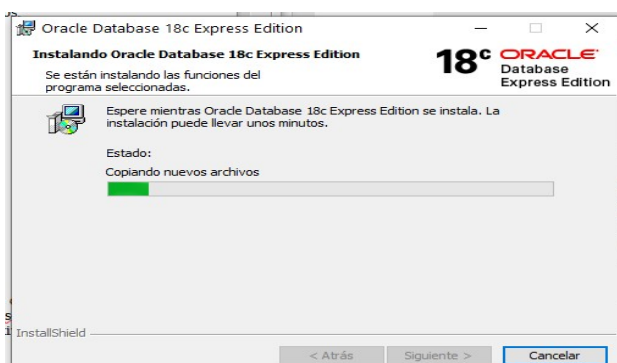 Oracle Database 18c Express Edition
Instalando Oracle Database 18c Express Edition
Se están instalando las funciones del
programa seleccionadas.
18c ORACLE
Database
Express Edition
Espere mientras Oracle Database 18c Express Edition se instala. La
instalación puede llevar unos minutos.
Estado:
Copiando nuevos archivos
InstallShield
< Atrás
Siguiente >
Cancelar